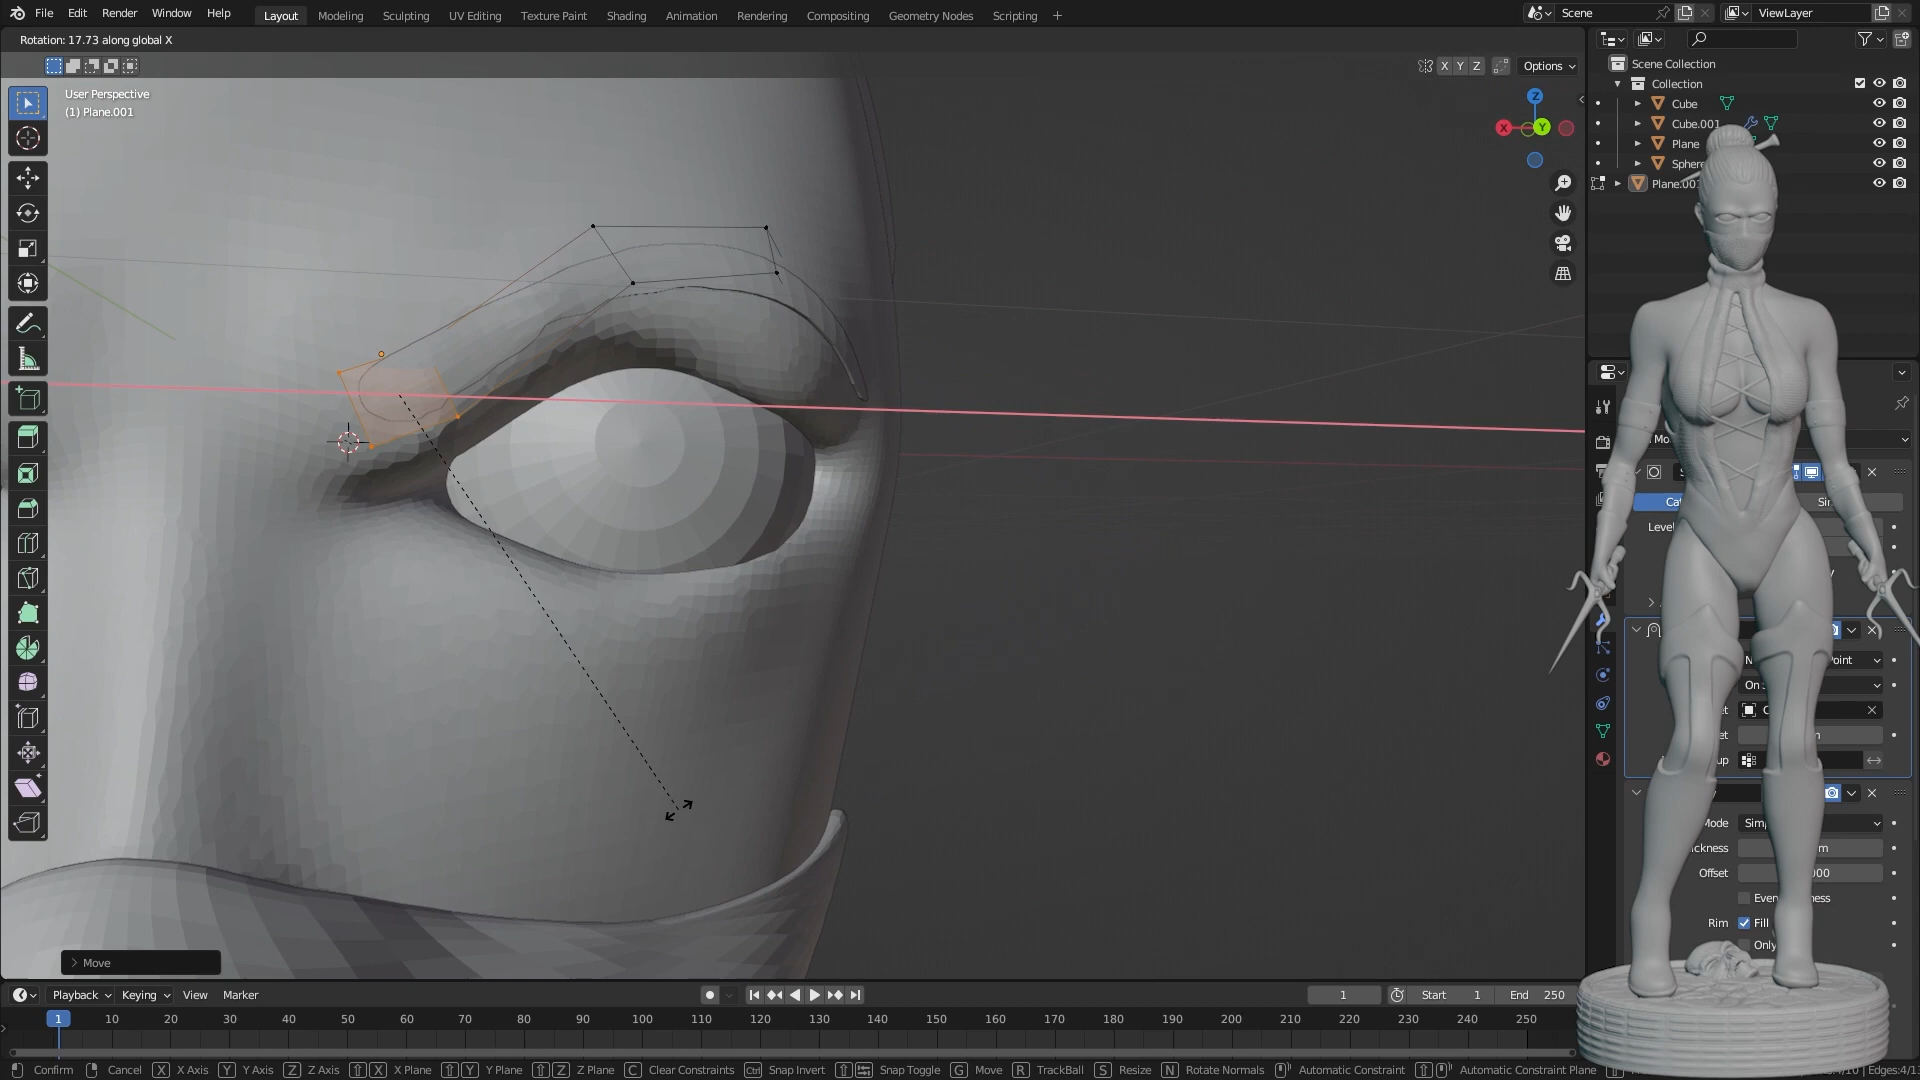 File Edit Render Window Help
Layout Modeling Sculpting UV Editing Texture Paint Shading Animation Rendering Compositing Geometry Nodes Scripting +
Scene
ViewLayer
Rotation: 17.73 along global X
X Y Z Options
User Perspective
(1) Plane.001
Z
X
Y
Scene Collection
Collection
Cube
Cube.001
Plane
Sphere
Plane.00
Level
Point
On
Mode
Offset
Rim
Fill
Only
Move
Playback Keying View Marker
1 Start 1 End 250
1 10 20 30 40 50 60 70 80 90 100 110 120 130 140 150 160 170 180 190 200 210 220 230 240 250
Confirm Cancel X X Axis Y Y Axis Z Z Axis X X Plane Y Y Plane Z Z Plane C Clear Constraints Ctrl Snap Invert Snap Toggle G Move R TrackBall S Resize N Rotate Normals Automatic Constraint Automatic Constraint Plane